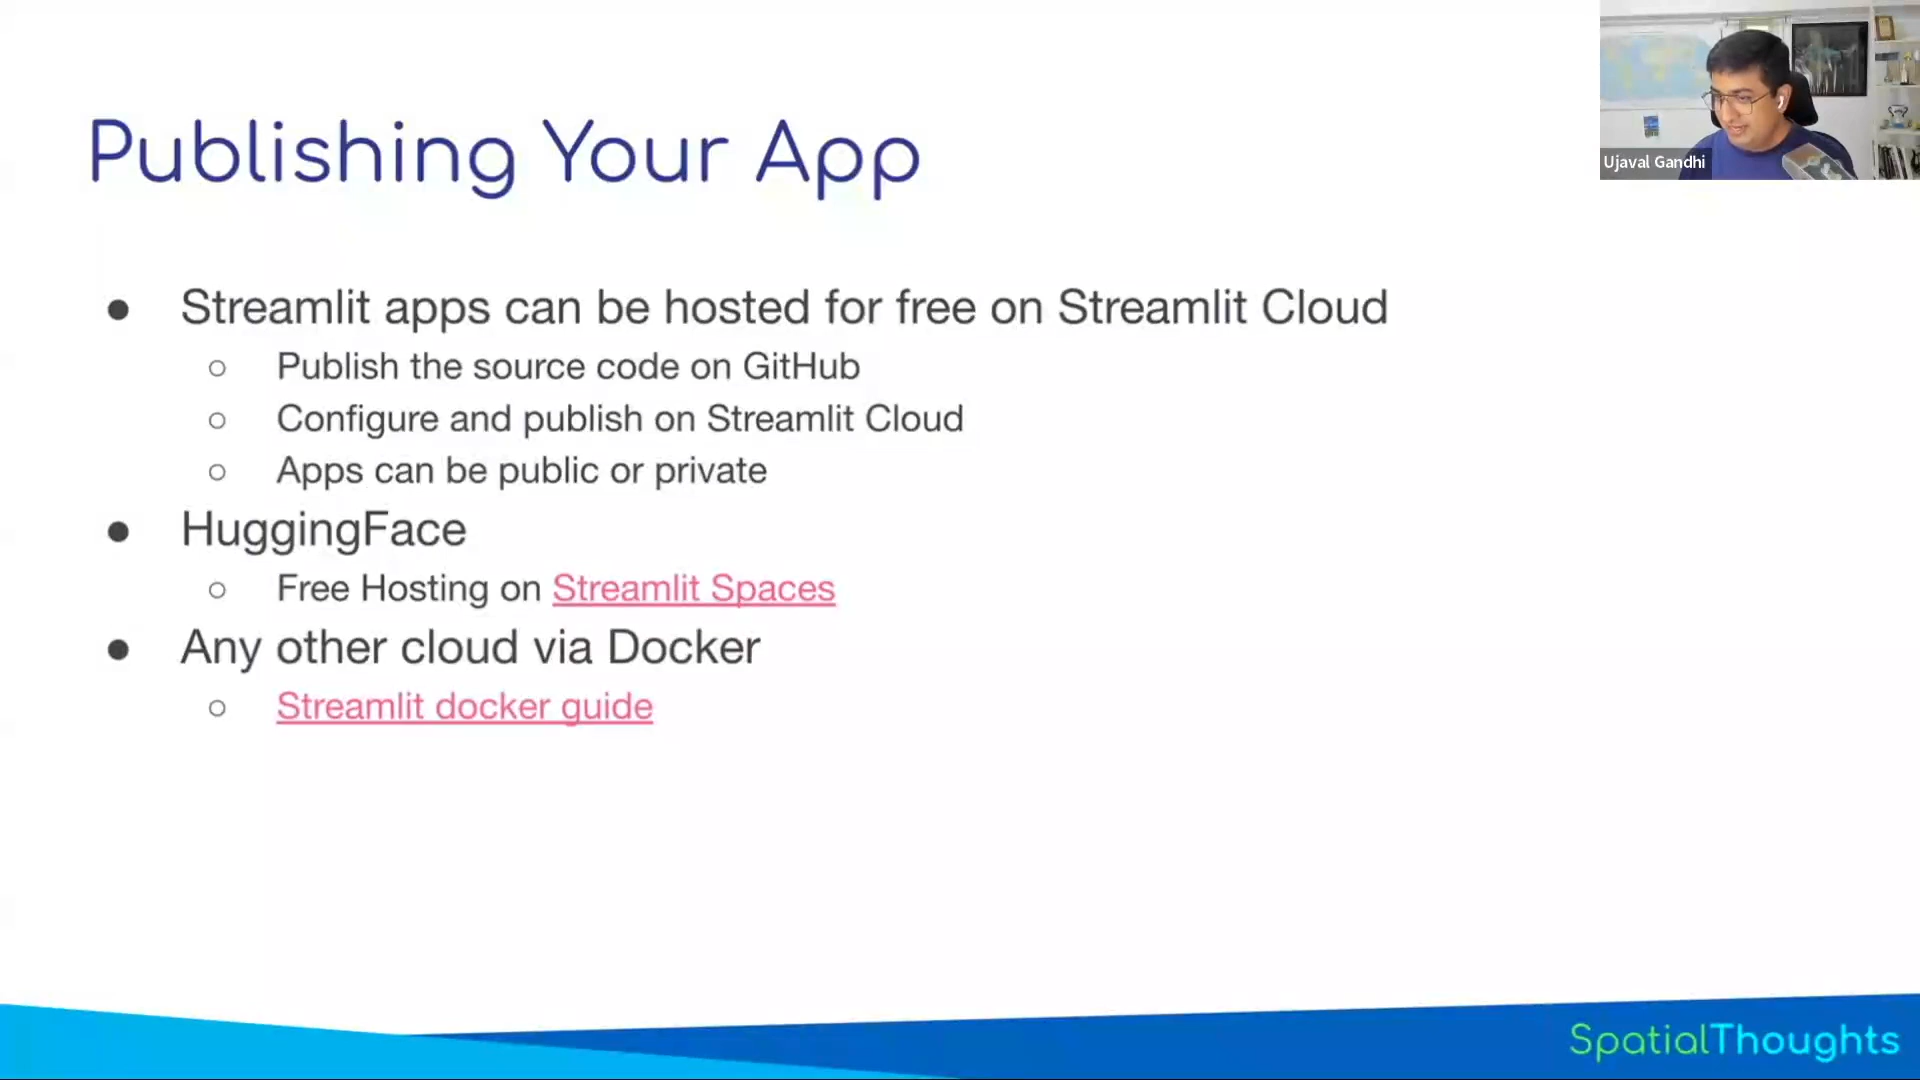 Publishing Your App
Ujaval Gandhi
● Streamlit apps can be hosted for free on Streamlit Cloud
○ Publish the source code on GitHub
○ Configure and publish on Streamlit Cloud
○ Apps can be public or private
● HuggingFace
○ Free Hosting on Streamlit Spaces
● Any other cloud via Docker
○ Streamlit docker guide
SpatialThoughts